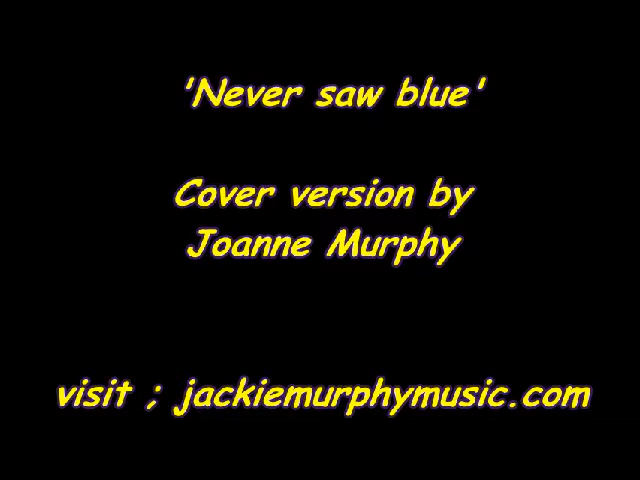 'Never saw blue'
Cover version by
Joanne Murphy
visit ; jackiemurphymusic.com